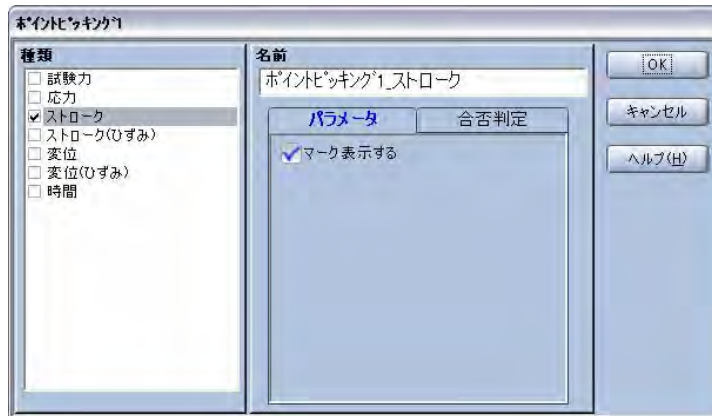 ﾎﾟｲﾝﾄﾋﾟｯｷﾝｸﾞ1
種類
試験力
応力
ストローク
ストローク(ひずみ)
変位
変位(ひずみ)
時間
名前
ﾎﾟｲﾝﾄﾋﾟｯｷﾝｸﾞ1_ストローク
パラメータ
合否判定
マーク表示する
OK
キャンセル
ヘルプ(H)